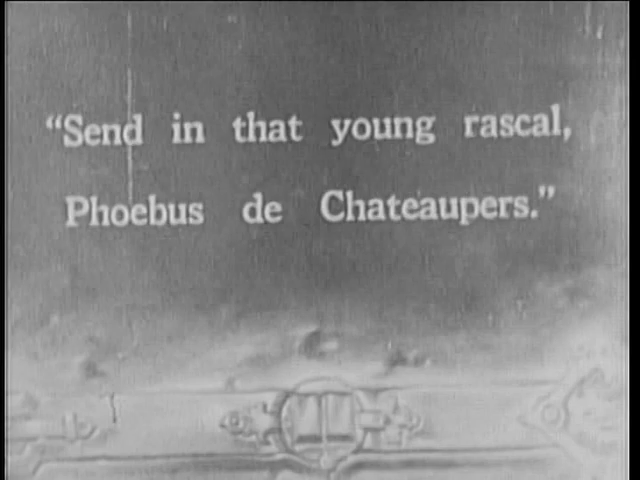 “Send in that young rascal,
Phoebus de Chateaupers.”